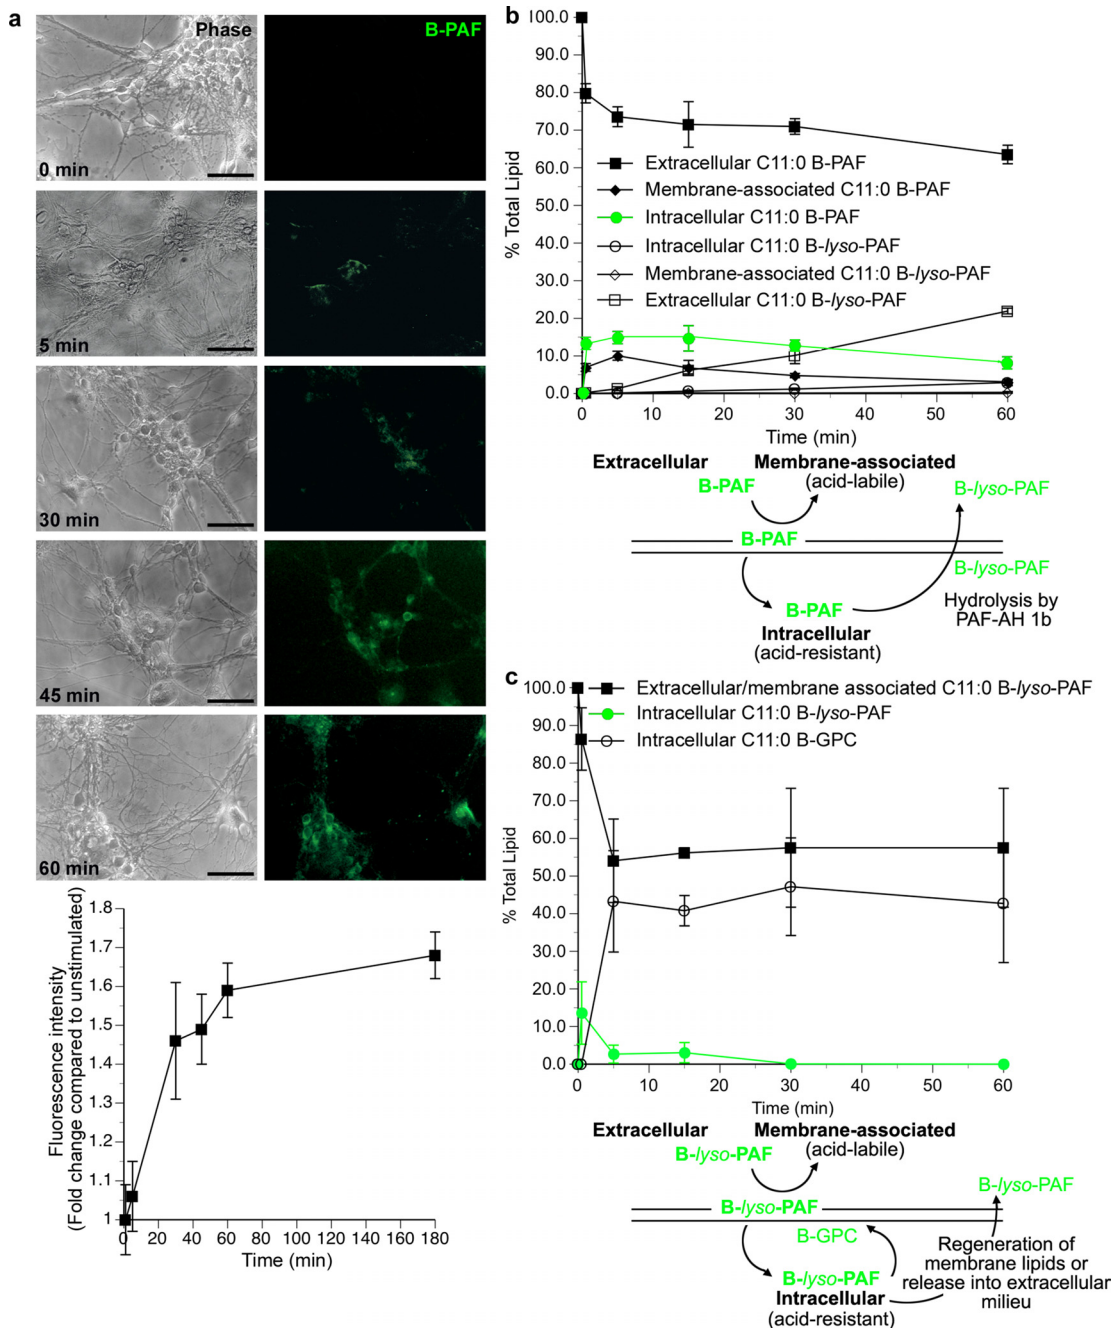 a
Phase
B-PAF
0 min
5 min
30 min
45 min
60 min
Fluorescence intensity
(Fold change compared to unstimulated)
1.8
1.7
1.6
1.5
1.4
1.3
1.2
1.1
1
0 20 40 60 80 100 120 140 160 180
Time (min)
b
% Total Lipid
100.0
90.0
80.0
70.0
60.0
50.0
40.0
30.0
20.0
10.0
0.0
Extracellular C11:0 B-PAF
Membrane-associated C11:0 B-PAF
Intracellular C11:0 B-PAF
Intracellular C11:0 B-lyso-PAF
Membrane-associated C11:0 B-lyso-PAF
Extracellular C11:0 B-lyso-PAF
0 10 20 30 40 50 60
Time (min)
Extracellular Membrane-associated
(acid-labile)
B-PAF
B-lyso-PAF
B-PAF
B-lyso-PAF
B-PAF
Hydrolysis by
PAF-AH 1b
Intracellular
(acid-resistant)
c
% Total Lipid
100.0
90.0
80.0
70.0
60.0
50.0
40.0
30.0
20.0
10.0
0.0
Extracellular/membrane associated C11:0 B-lyso-PAF
Intracellular C11:0 B-lyso-PAF
Intracellular C11:0 B-GPC
0 10 20 30 40 50 60
Time (min)
Extracellular Membrane-associated
(acid-labile)
B-lyso-PAF
B-lyso-PAF
B-lyso-PAF
B-GPC
Regeneration of
membrane lipids or
release into extracellular
milieu
B-lyso-PAF
Intracellular
(acid-resistant)